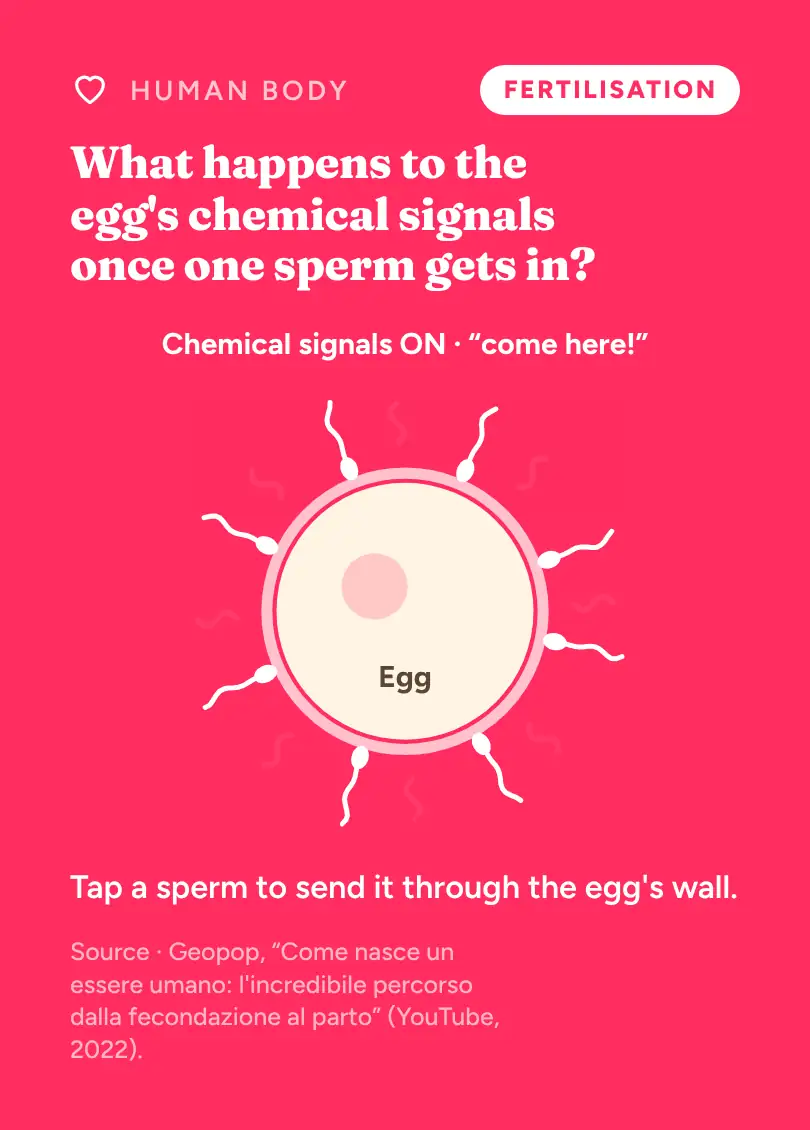 HUMAN BODY
FERTILISATION
What happens to the
egg's chemical signals
once one sperm gets in?
Chemical signals ON · “come here!”
Egg
Tap a sperm to send it through the egg's wall.
Source · Geopop, “Come nasce un
essere umano: l'incredibile percorso
dalla fecondazione al parto” (YouTube,
2022).